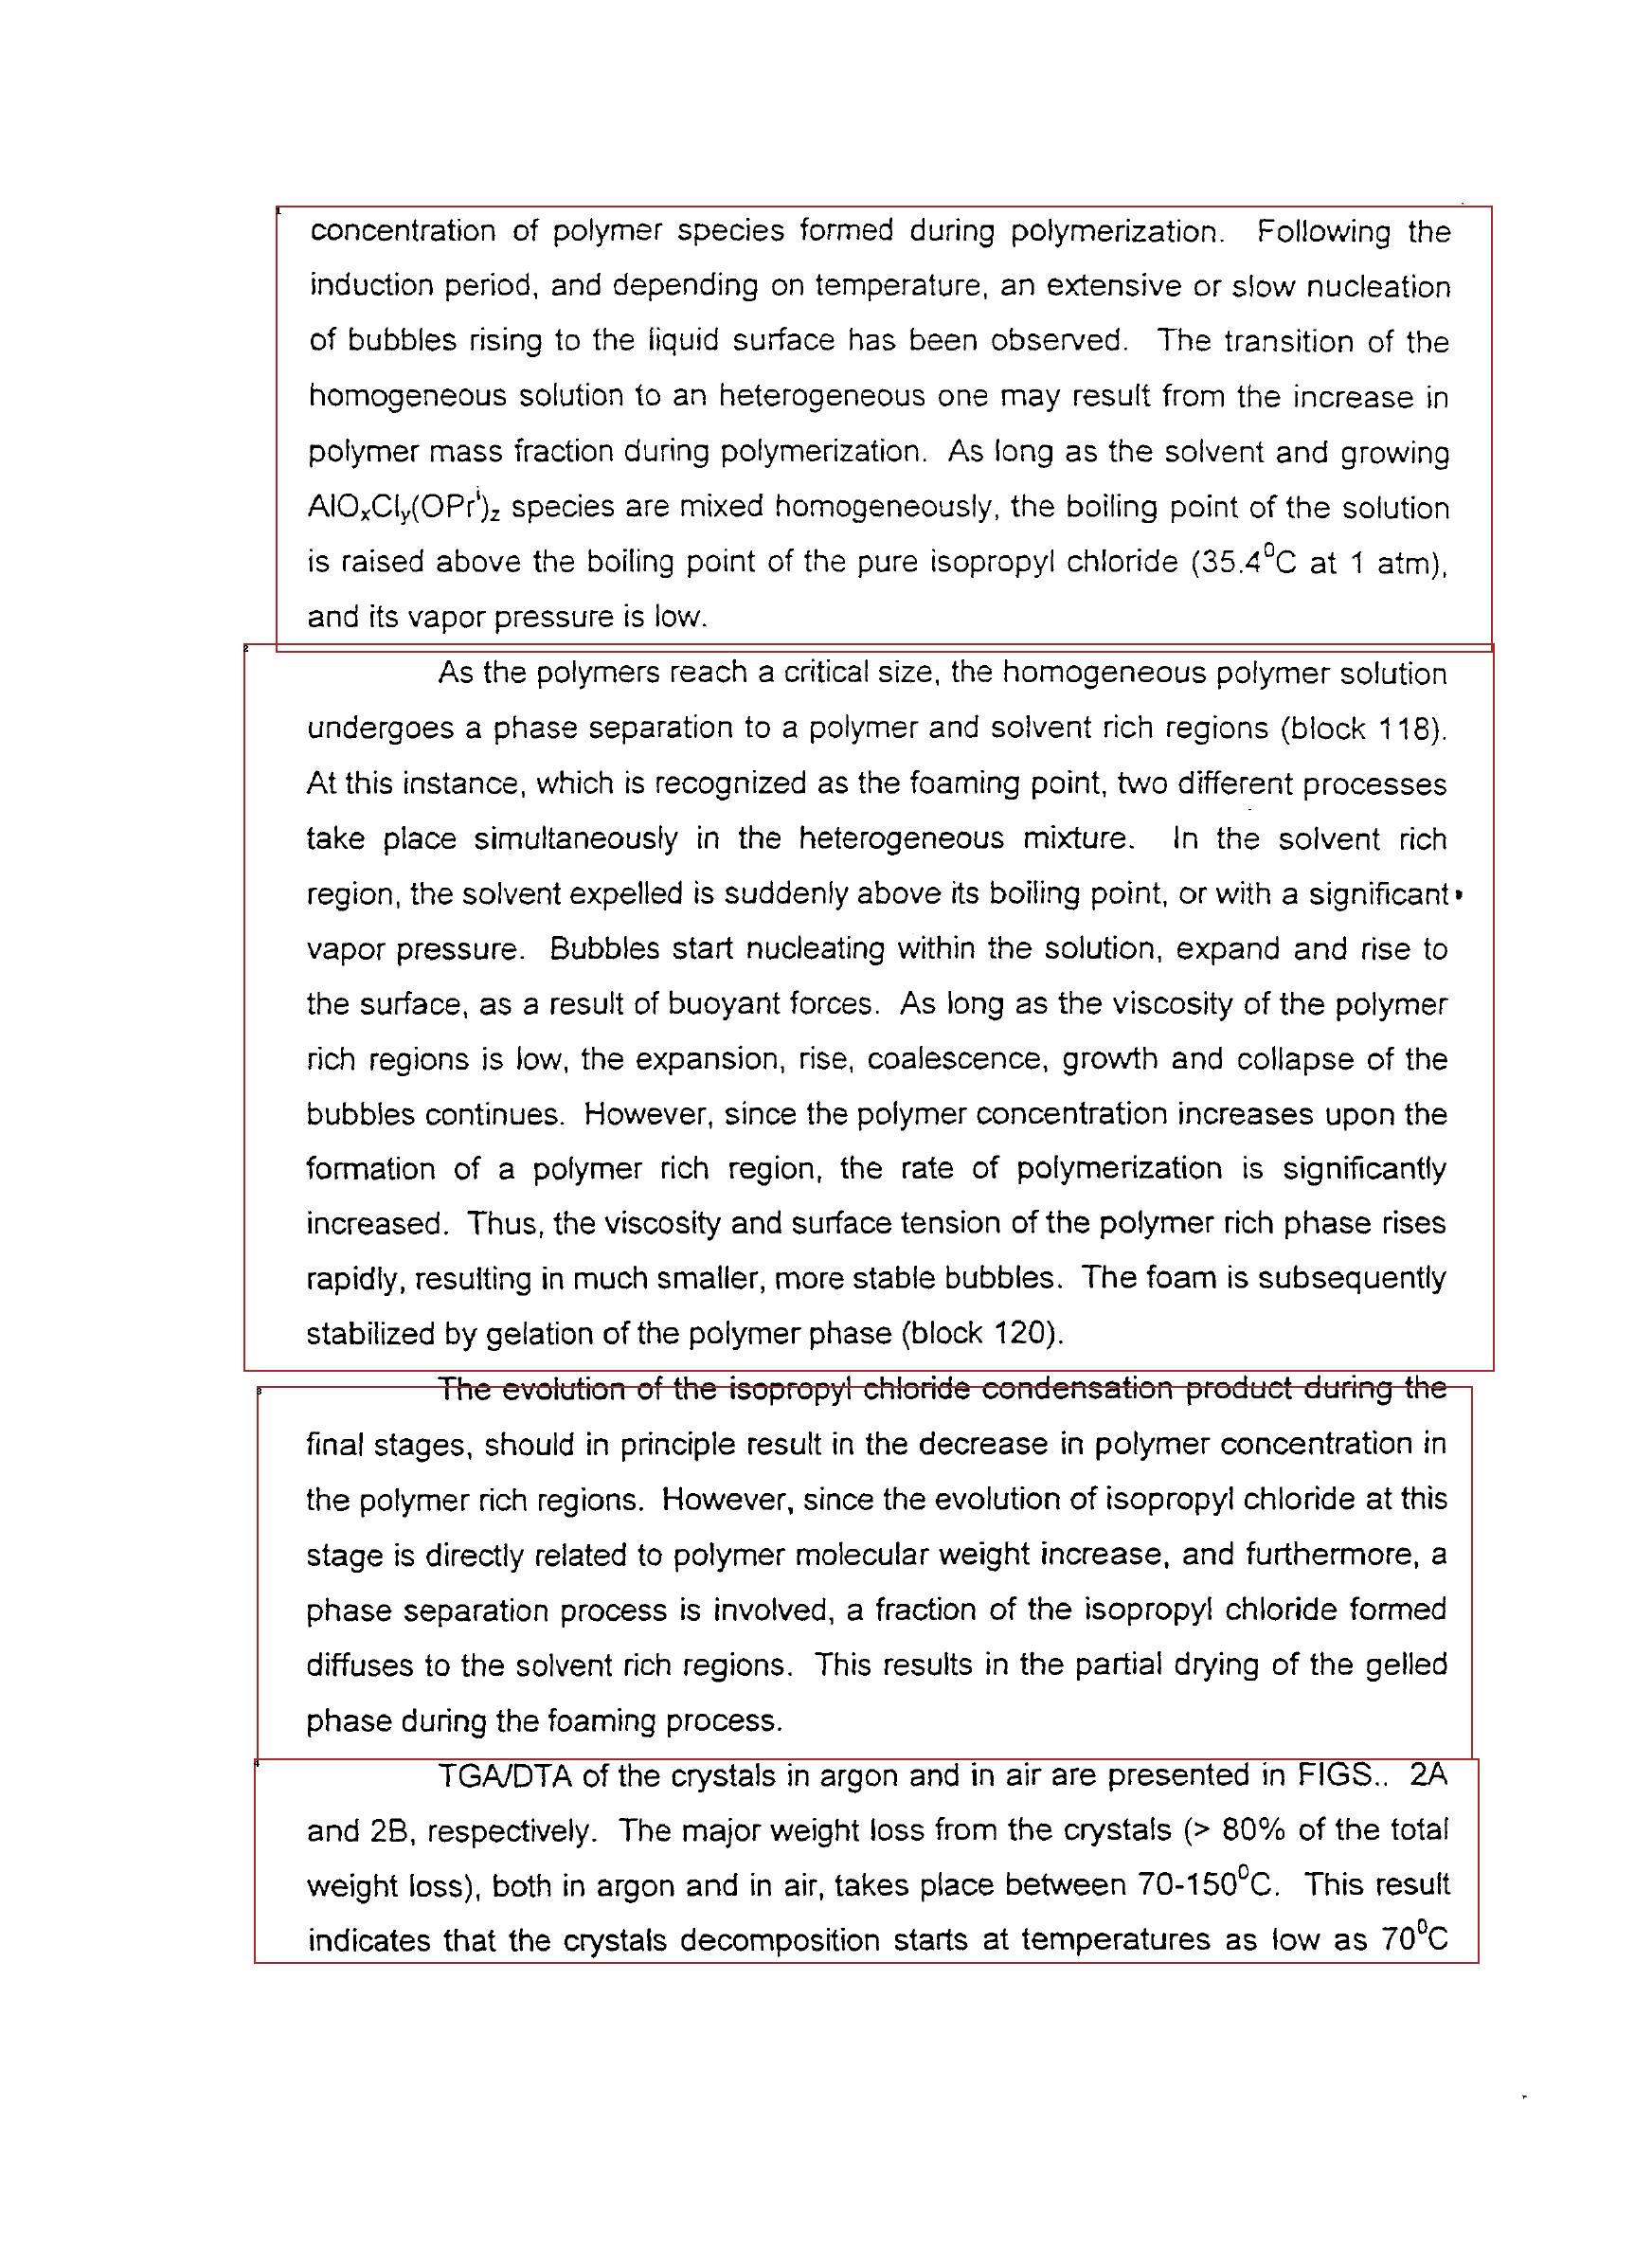 concentration of polymer species formed during polymerization. Following the
induction period, and depending on temperature, an extensive or slow nucleation
of bubbles rising to the liquid surface has been observed. The transition of the
homogeneous solution to an heterogeneous one may result from the increase in
polymer mass fraction during polymerization. As long as the solvent and growing
AlOₓClᵧ(OPrⁱ)z species are mixed homogeneously, the boiling point of the solution
is raised above the boiling point of the pure isopropyl chloride (35.4⁰C at 1 atm),
and its vapor pressure is low.
As the polymers reach a critical size, the homogeneous polymer solution
undergoes a phase separation to a polymer and solvent rich regions (block 118).
At this instance, which is recognized as the foaming point, two different processes
take place simultaneously in the heterogeneous mixture. In the solvent rich
region, the solvent expelled is suddenly above its boiling point, or with a significant
vapor pressure. Bubbles start nucleating within the solution, expand and rise to
the surface, as a result of buoyant forces. As long as the viscosity of the polymer
rich regions is low, the expansion, rise, coalescence, growth and collapse of the
bubbles continues. However, since the polymer concentration increases upon the
formation of a polymer rich region, the rate of polymerization is significantly
increased. Thus, the viscosity and surface tension of the polymer rich phase rises
rapidly, resulting in much smaller, more stable bubbles. The foam is subsequently
stabilized by gelation of the polymer phase (block 120).
The evolution of the isopropyl chloride condensation product during the
final stages, should in principle result in the decrease in polymer concentration in
the polymer rich regions. However, since the evolution of isopropyl chloride at this
stage is directly related to polymer molecular weight increase, and furthermore, a
phase separation process is involved, a fraction of the isopropyl chloride formed
diffuses to the solvent rich regions. This results in the partial drying of the gelled
phase during the foaming process.
TGA/DTA of the crystals in argon and in air are presented in FIGS.. 2A
and 2B, respectively. The major weight loss from the crystals (> 80% of the total
weight loss), both in argon and in air, takes place between 70-150⁰C. This result
indicates that the crystals decomposition starts at temperatures as low as 70⁰C